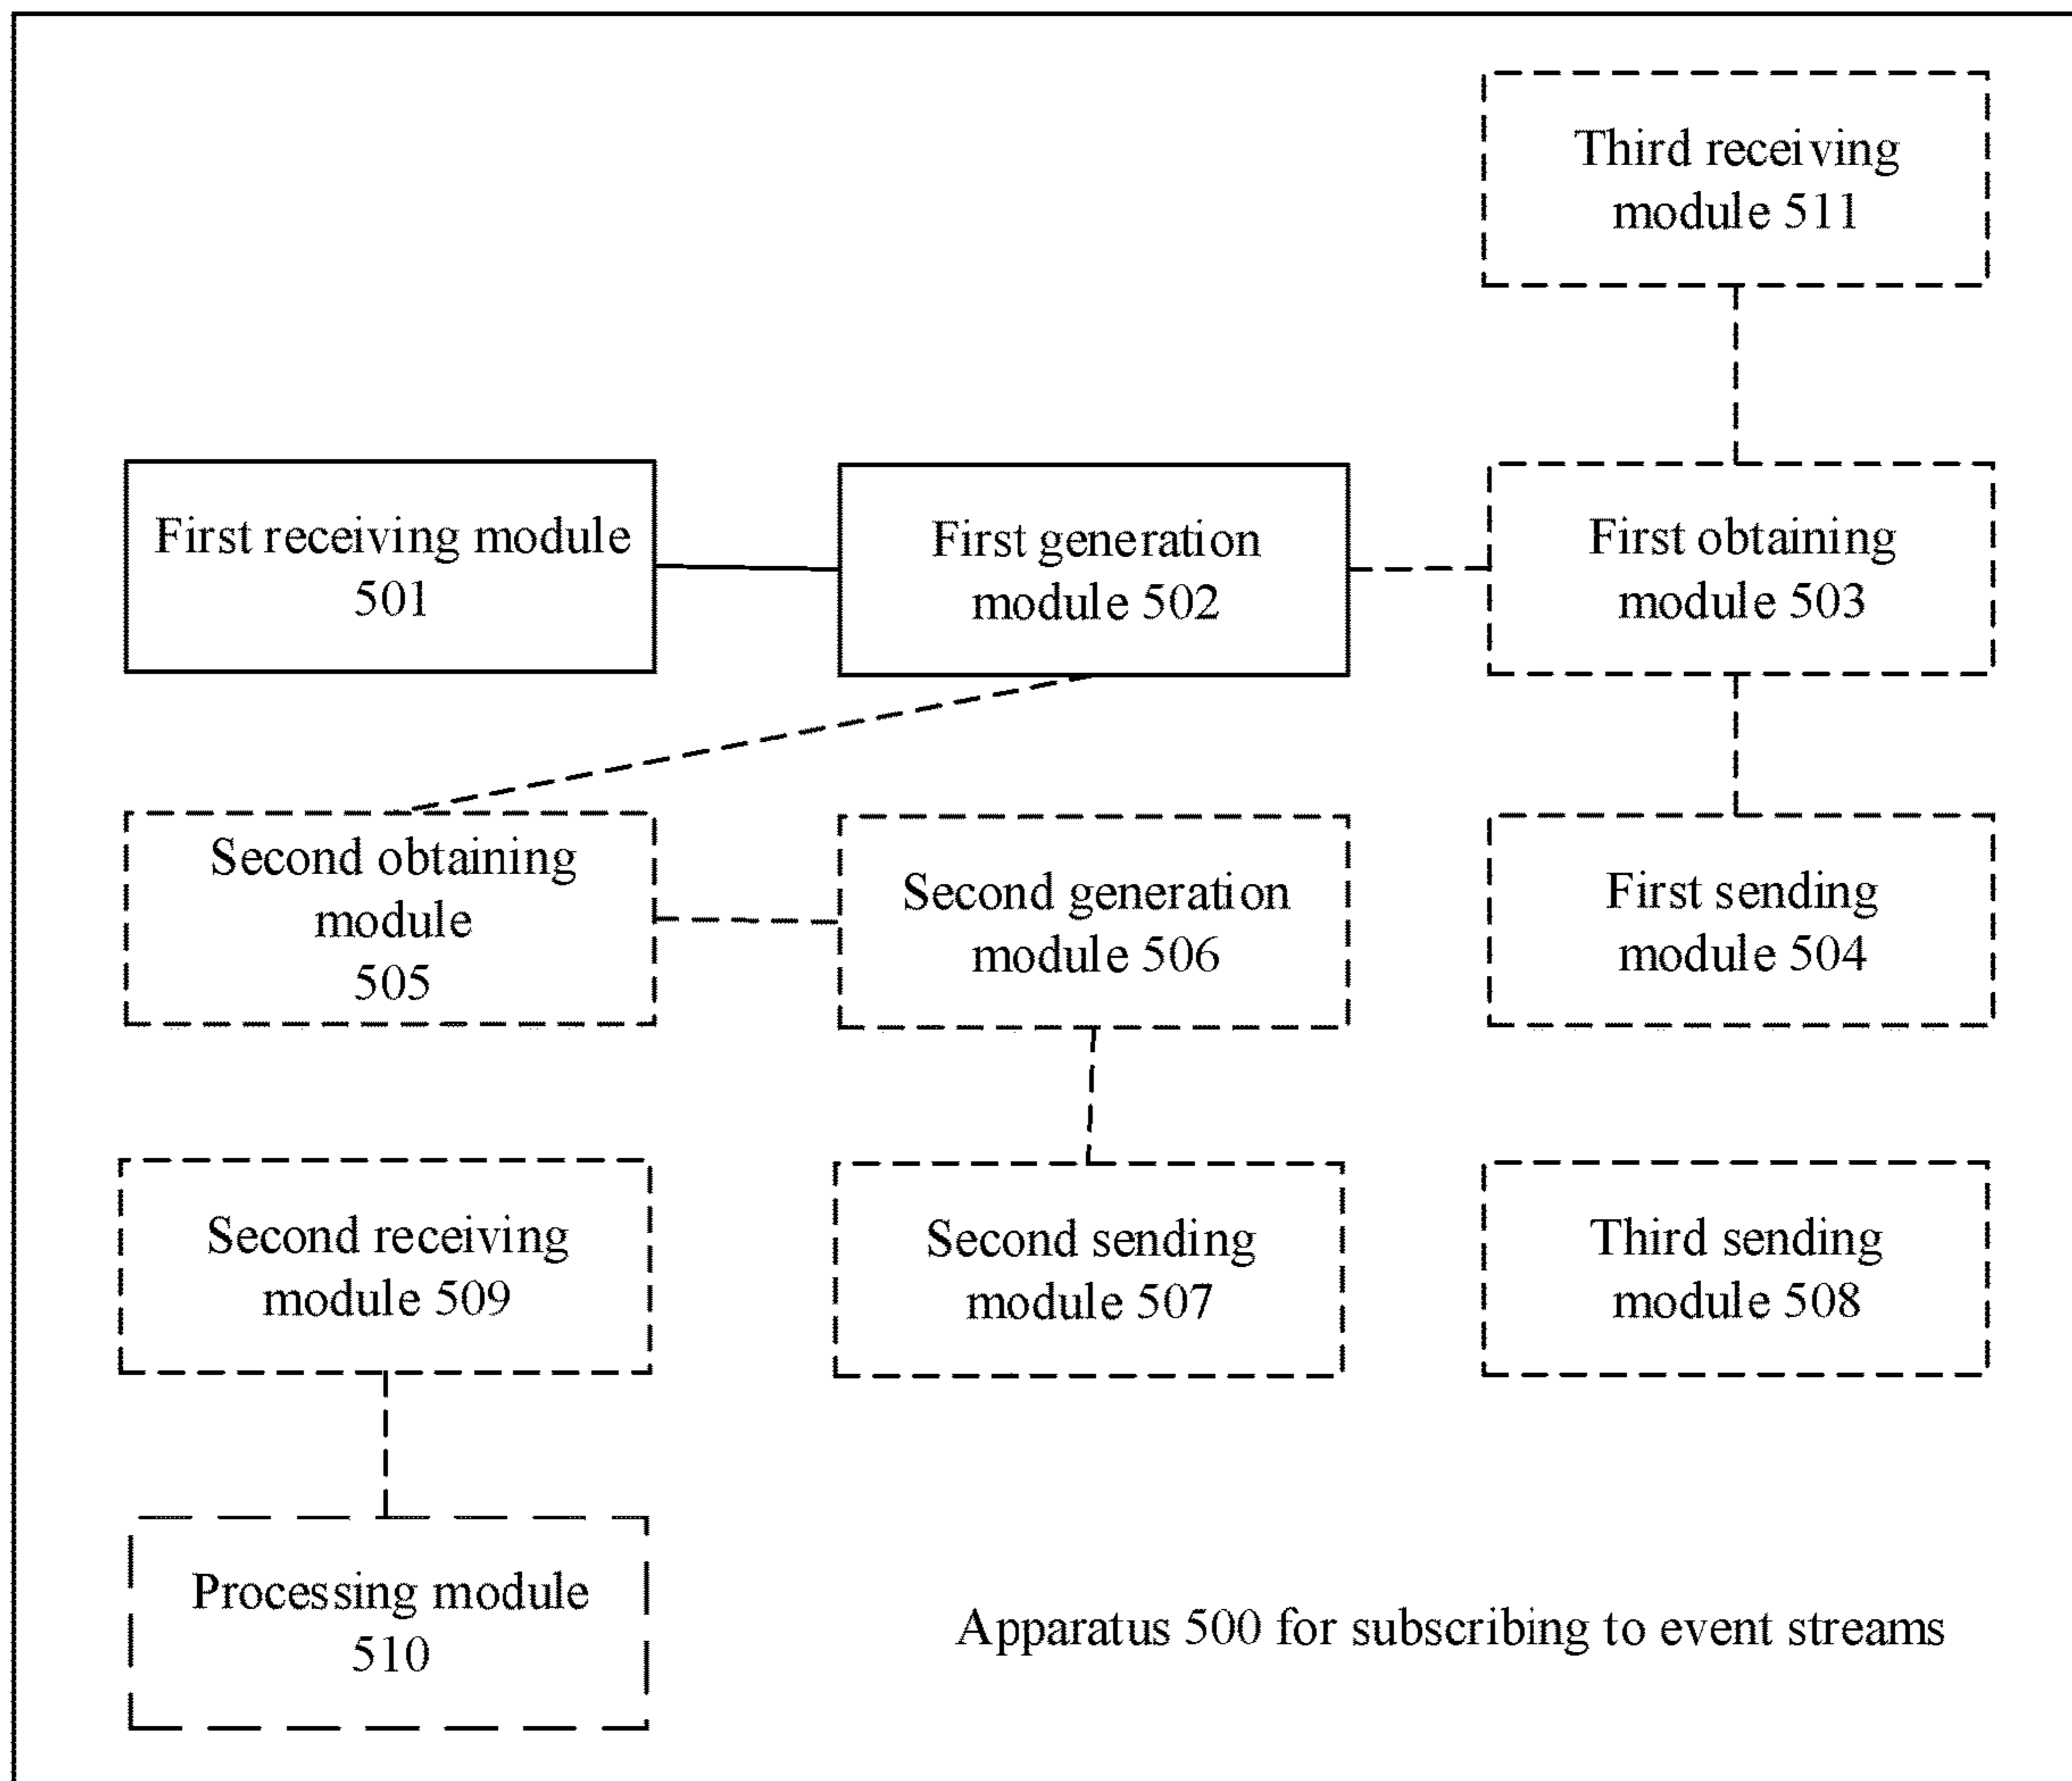 Third receiving
module 511
First receiving module
501
First generation
module 502
First obtaining
module 503
Second obtaining
module
505
Second generation
module 506
First sending
module 504
Second receiving
module 509
Second sending
module 507
Third sending
module 508
Processing module
510
Apparatus 500 for subscribing to event streams